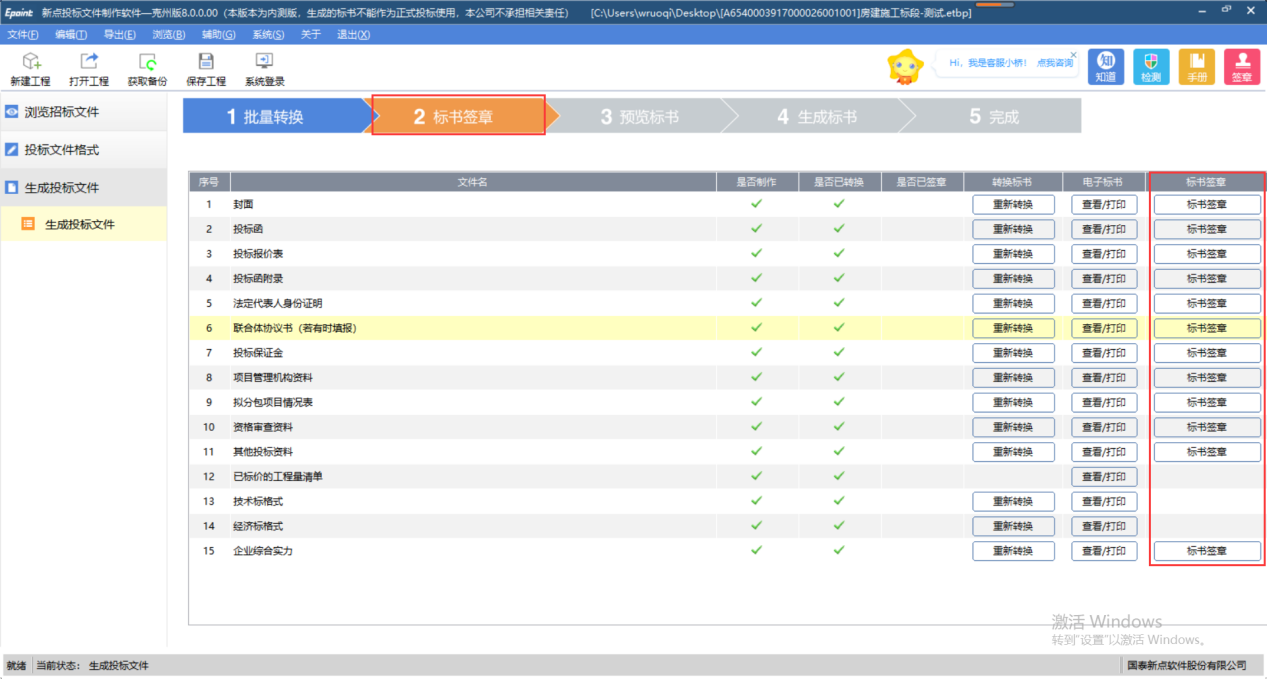 Epoint 新点投标文件制作软件—克州版8.0.0.00（本版本为内测版，生成的标书不能作为正式投标使用，本公司不承担相关责任） [C:\Users\wruoqi\Desktop\[A6540003917000026001001]房建施工标段-测试.etbp]
文件(F) 编辑(T) 导出(E) 浏览(B) 辅助(G) 系统(S) 关于 退出(X)
Hi，我是客服小桥！ 点我咨询
新建工程 打开工程 获取备份 保存工程 系统登录 知 知道 检测 手册 签章
浏览招标文件
投标文件格式
生成投标文件
生成投标文件
1 批量转换 2 标书签章 3 预览标书 4 生成标书 5 完成
序号 文件名 是否制作 是否已转换 是否已签章 转换标书 电子标书 标书签章
1 封面 重新转换 查看/打印 标书签章
2 投标函 重新转换 查看/打印 标书签章
3 投标报价表 重新转换 查看/打印 标书签章
4 投标函附录 重新转换 查看/打印 标书签章
5 法定代表人身份证明 重新转换 查看/打印 标书签章
6 联合体协议书（若有时填报） 重新转换 查看/打印 标书签章
7 投标保证金 重新转换 查看/打印 标书签章
8 项目管理机构资料 重新转换 查看/打印 标书签章
9 拟分包项目情况表 重新转换 查看/打印 标书签章
10 资格审查资料 重新转换 查看/打印 标书签章
11 其他投标资料 重新转换 查看/打印 标书签章
12 已标价的工程量清单 查看/打印
13 技术标格式 重新转换 查看/打印
14 经济标格式 重新转换 查看/打印
15 企业综合实力 重新转换 查看/打印 标书签章
激活 Windows
转到"设置"以激活 Windows。
就绪 当前状态： 生成投标文件 国泰新点软件股份有限公司